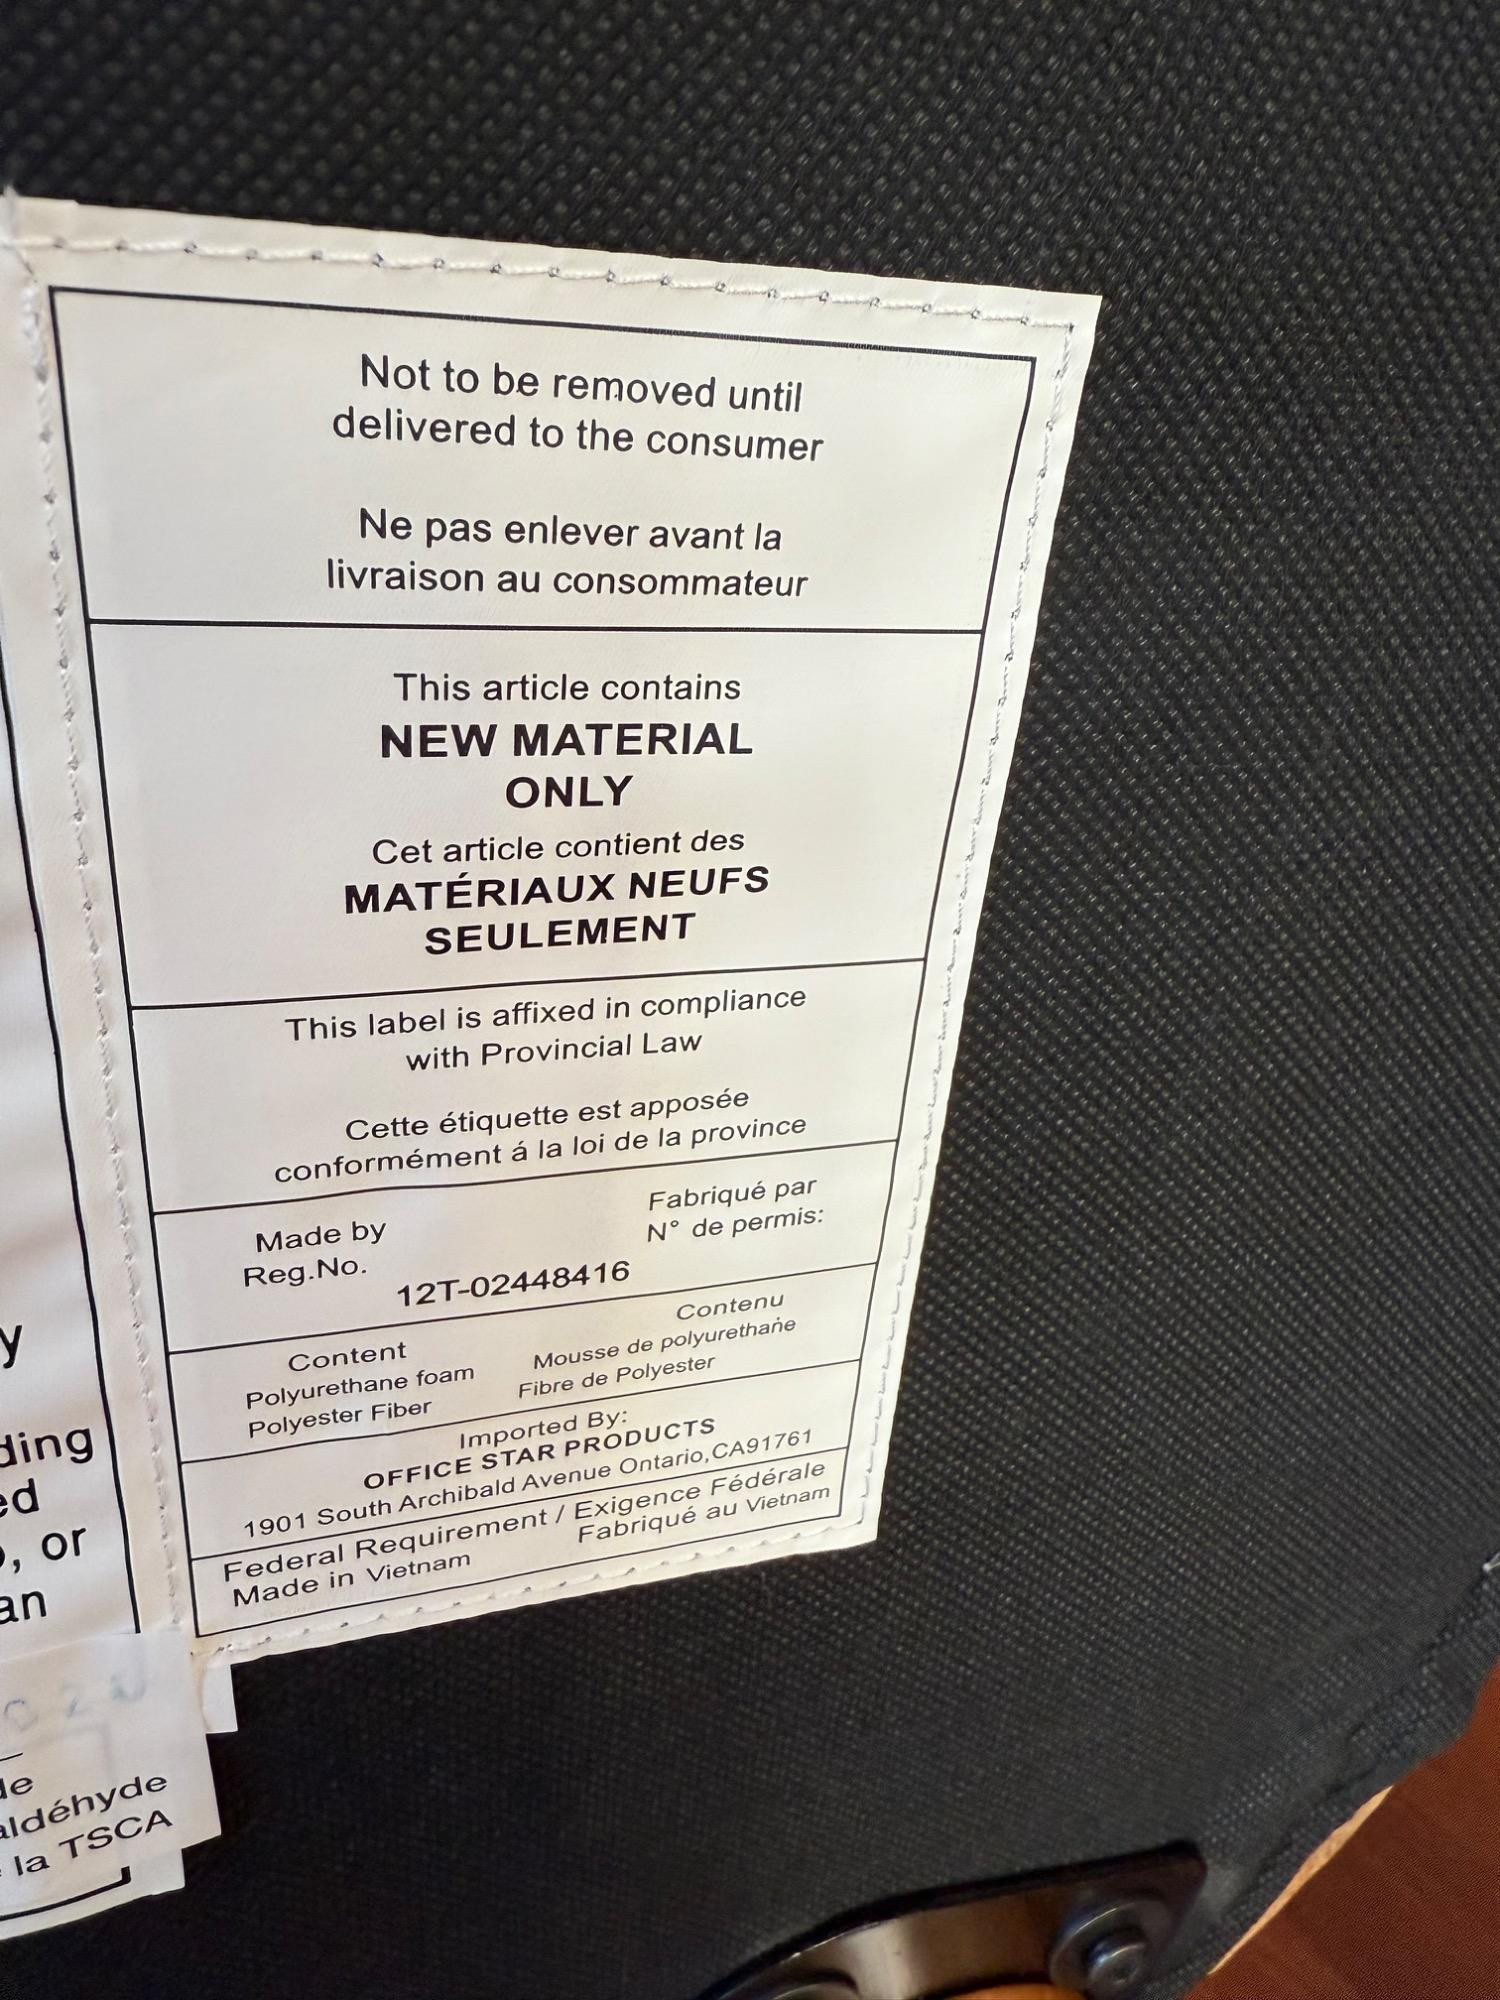 Not to be removed until
delivered to the consumer
Ne pas enlever avant la
livraison au consommateur
This article contains
NEW MATERIAL
ONLY
Cet article contient des
MATÉRIAUX NEUFS
SEULEMENT
This label is affixed in compliance
with Provincial Law
Cette étiquette est apposée
conformément á la loi de la province
Made by
Reg.No.
Fabriqué par
N° de permis:
12T-02448416
Content
Polyurethane foam
Polyester Fiber
Contenu
Mousse de polyurethane
Fibre de Polyester
Imported By:
OFFICE STAR PRODUCTS
1901 South Archibald Avenue Ontario,CA91761
Federal Requirement / Exigence Fédérale
Made in Vietnam
Fabriqué au Vietnam
y
ding
ed
, or
an
de
aldéhyde
la TSCA